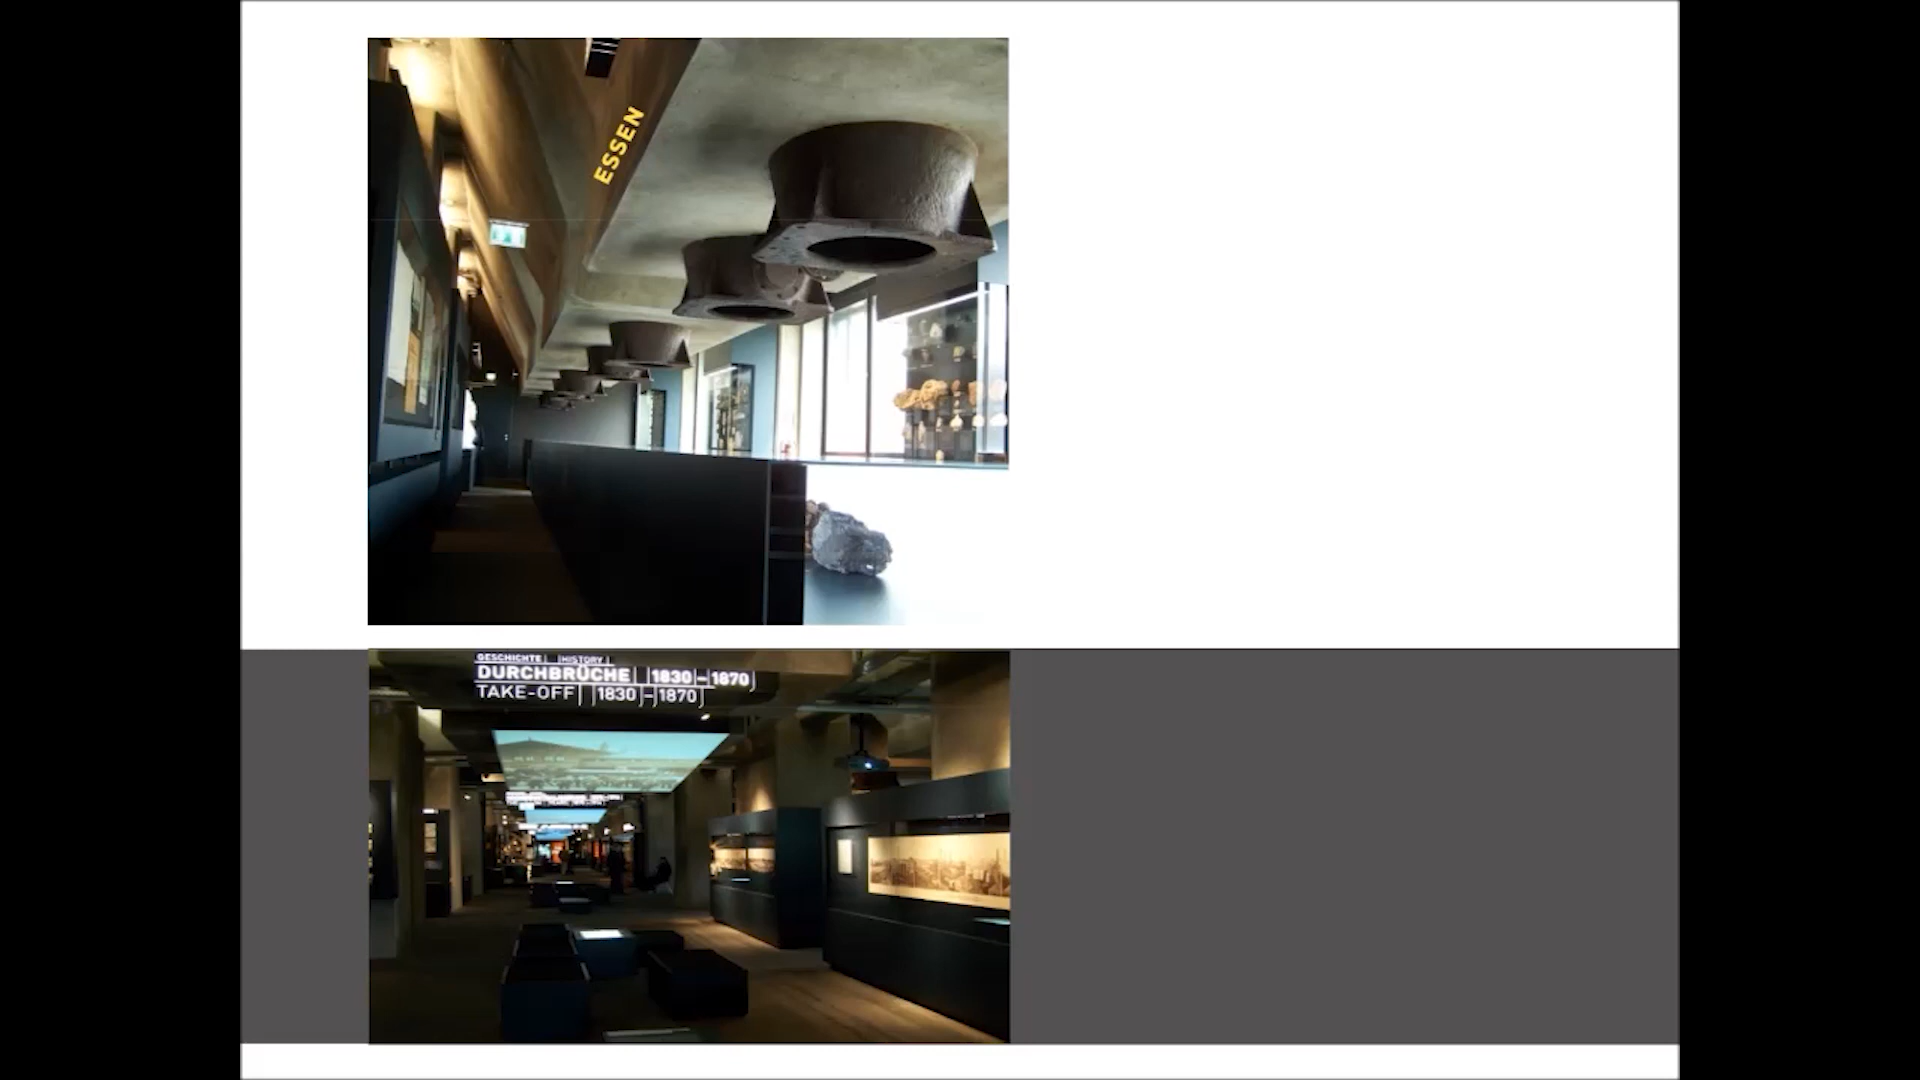 ESSEN
GESCHICHTE | HISTORY
DURCHBRÜCHE 1830 – 1870
TAKE-OFF 1830 – 1870